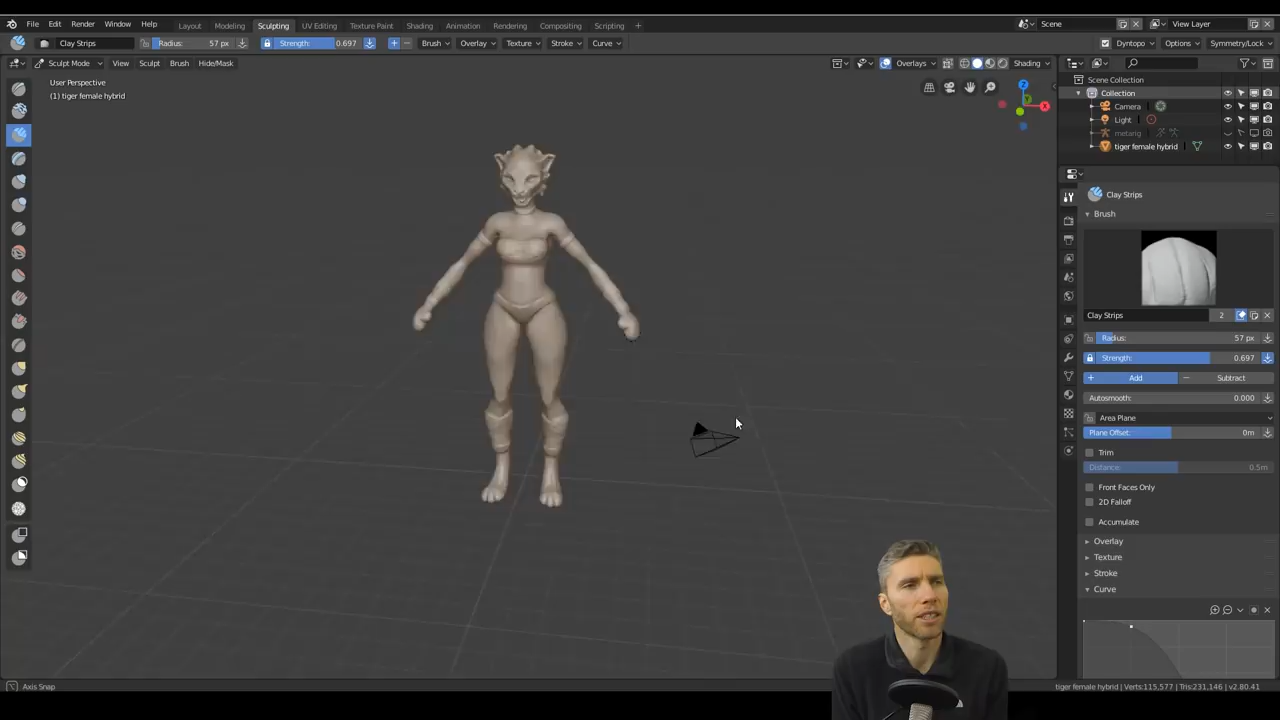 File Edit Render Window Help Layout Modeling Sculpting UV Editing Texture Paint Shading Animation Rendering Compositing Scripting + Scene View Layer
Clay Strips Radius: 57 px Strength: 0.697 Brush Overlay Texture Stroke Curve Dyntopo Options Symmetry/Lock
Sculpt Mode View Sculpt Brush Hide/Mask Overlays Shading
User Perspective
(1) tiger female hybrid
Z
Y
X
Scene Collection
Collection
Camera
Light
metarig
tiger female hybrid
Clay Strips
Brush
Clay Strips 2
Radius: 57 px
Strength: 0.697
+ Add − Subtract
Autosmooth: 0.000
Area Plane
Plane Offset: 0m
Trim
Distance: 0.5m
Front Faces Only
2D Falloff
Accumulate
Overlay
Texture
Stroke
Curve
Axis Snap
tiger female hybrid | Verts:115,577 | Tris:231,146 | v2.80.41